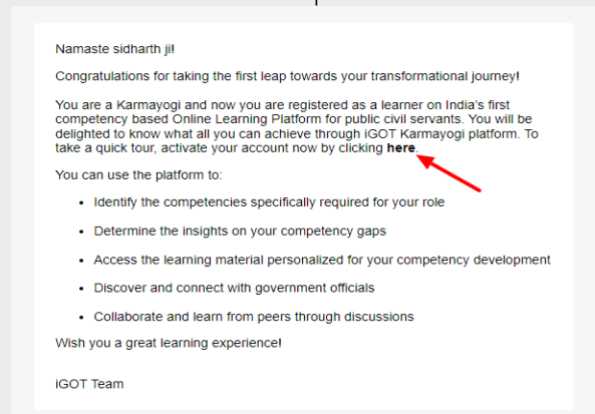 Namaste sidharth ji!
Congratulations for taking the first leap towards your transformational journey!
You are a Karmayogi and now you are registered as a learner on India's first
competency based Online Learning Platform for public civil servants. You will be
delighted to know what all you can achieve through iGOT Karmayogi platform. To
take a quick tour, activate your account now by clicking here.
You can use the platform to:
• Identify the competencies specifically required for your role
• Determine the insights on your competency gaps
• Access the learning material personalized for your competency development
• Discover and connect with government officials
• Collaborate and learn from peers through discussions
Wish you a great learning experience!
iGOT Team